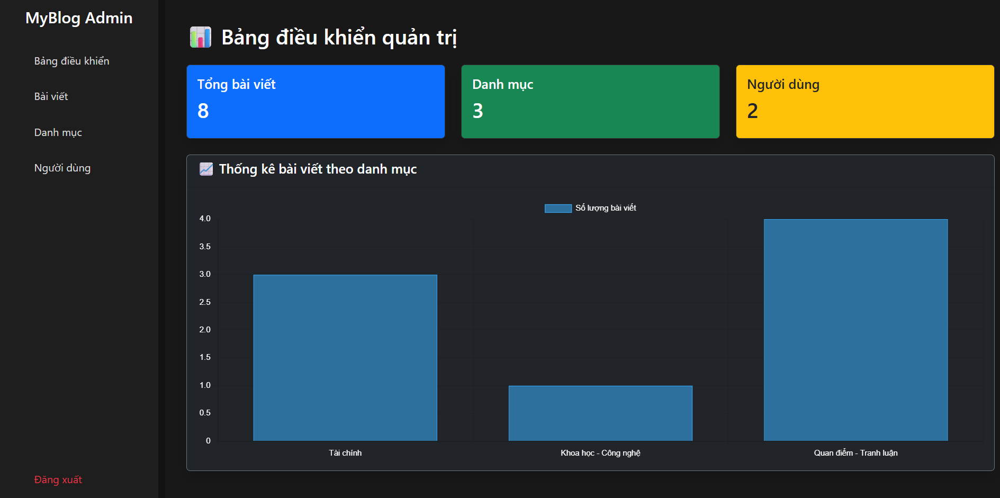 MyBlog Admin
Bảng điều khiển
Bài viết
Danh mục
Người dùng
Đăng xuất
Bảng điều khiển quản trị
Tổng bài viết
8
Danh mục
3
Người dùng
2
Thống kê bài viết theo danh mục
Số lượng bài viết
4.0
3.5
3.0
2.5
2.0
1.5
1.0
0.5
0
Tài chính
Khoa học - Công nghệ
Quan điểm - Tranh luận